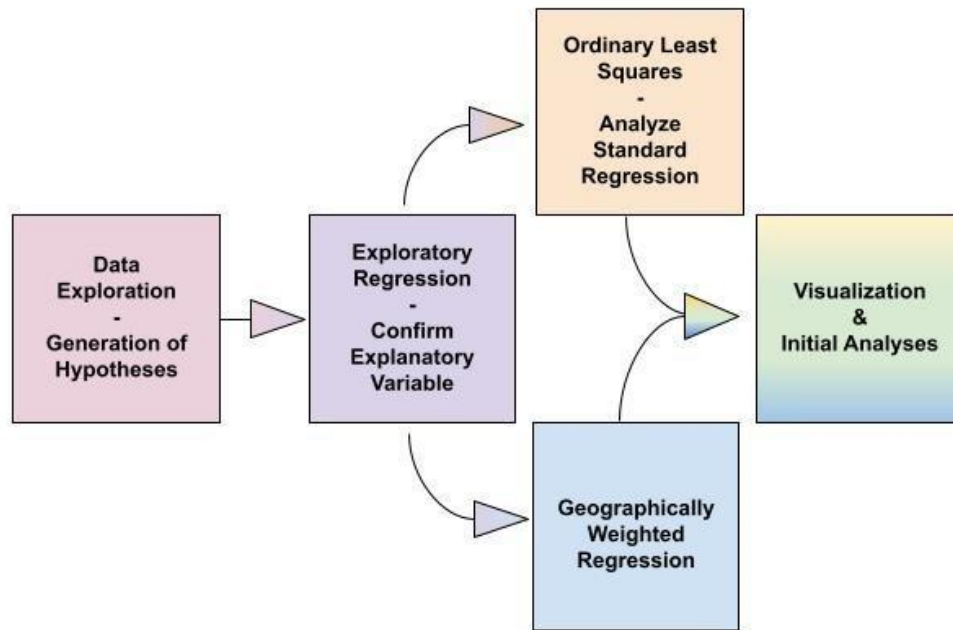 Data
Exploration
-
Generation of
Hypotheses
Exploratory
Regression
-
Confirm
Explanatory
Variable
Ordinary Least
Squares
-
Analyze
Standard
Regression
Geographically
Weighted
Regression
Visualization
&
Initial Analyses